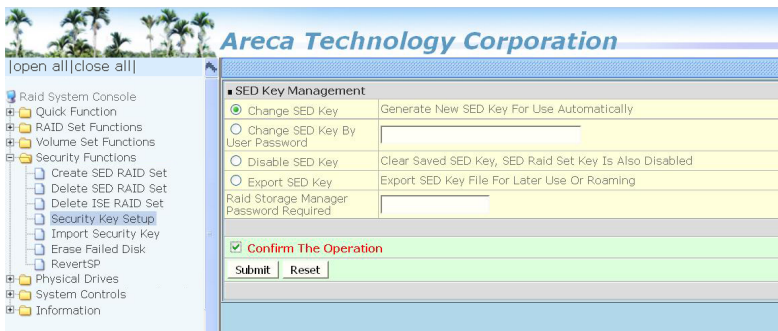 Areca Technology Corporation
|open all|close all|
Raid System Console
Quick Function
RAID Set Functions
Volume Set Functions
Security Functions
Create SED RAID Set
Delete SED RAID Set
Delete ISE RAID Set
Security Key Setup
Import Security Key
Erase Failed Disk
RevertSP
Physical Drives
System Controls
Information
SED Key Management
Change SED Key Generate New SED Key For Use Automatically
Change SED Key By
User Password
Disable SED Key Clear Saved SED Key, SED Raid Set Key Is Also Disabled
Export SED Key Export SED Key File For Later Use Or Roaming
Raid Storage Manager
Password Required
Confirm The Operation
Submit Reset